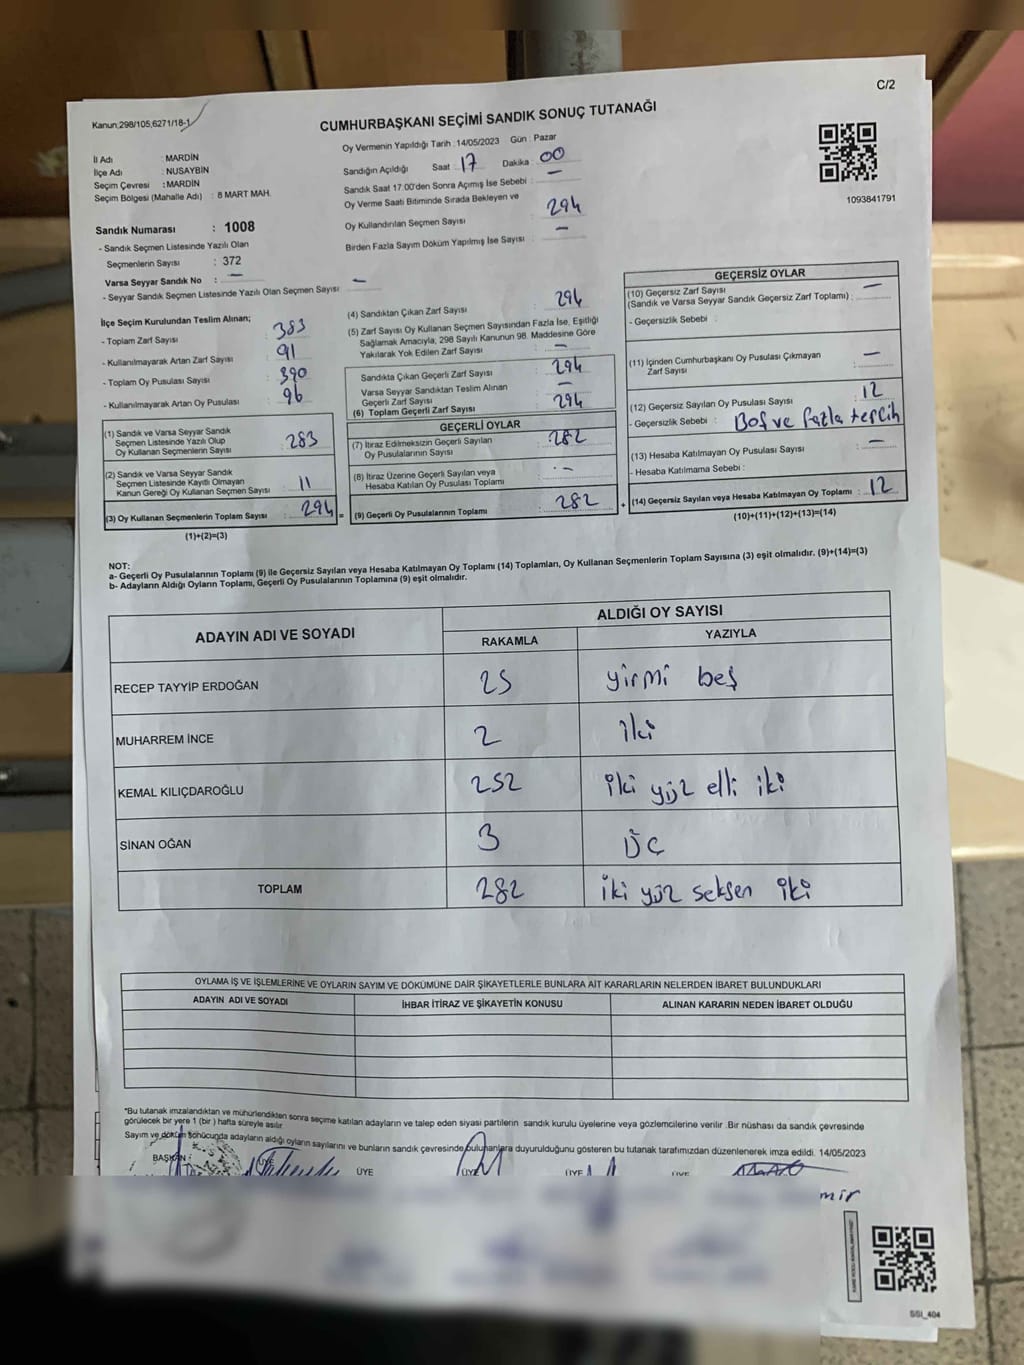 C/2
Kanun;298/105,6271/18-1
CUMHURBAŞKANI SEÇİMİ SANDIK SONUÇ TUTANAĞI
İl Adı : MARDİN
İlçe Adı : NUSAYBİN
Seçim Çevresi : MARDİN
Seçim Bölgesi (Mahalle Adı) : 8 MART MAH.
Oy Vermenin Yapıldığı Tarih : 14/05/2023 Gün : Pazar
Sandığın Açıldığı Saat : 17 Dakika : 00
Sandık Saat 17.00'den Sonra Açımış İse Sebebi : –
Oy Verme Saati Bitiminde Sırada Bekleyen ve
Oy Kullandırılan Seçmen Sayısı : 294
Birden Fazla Sayım Döküm Yapılmış İse Sayısı : –
1093841791
Sandık Numarası : 1008
- Sandık Seçmen Listesinde Yazılı Olan
Seçmenlerin Sayısı : 372
Varsa Seyyar Sandık No : –
- Seyyar Sandık Seçmen Listesinde Yazılı Olan Seçmen Sayısı : –
İlçe Seçim Kurulundan Teslim Alınan;
- Toplam Zarf Sayısı : 383
- Kullanılmayarak Artan Zarf Sayısı : 91
- Toplam Oy Pusulası Sayısı : 390
- Kullanılmayarak Artan Oy Pusulası : 96
(1) Sandık ve Varsa Seyyar Sandık
Seçmen Listesinde Yazılı Olup
Oy Kullanan Seçmenlerin Sayısı : 283
(2) Sandık ve Varsa Seyyar Sandık
Seçmen Listesinde Kayıtlı Olmayan
Kanun Gereği Oy Kullanan Seçmen Sayısı : 11
(3) Oy Kullanan Seçmenlerin Toplam Sayısı : 294 =
(1)+(2)=(3)
(4) Sandıktan Çıkan Zarf Sayısı : 294
(5) Zarf Sayısı Oy Kullanan Seçmen Sayısından Fazla İse, Eşitliği
Sağlamak Amacıyla, 298 Sayılı Kanunun 98. Maddesine Göre
Yakılarak Yok Edilen Zarf Sayısı : –
Sandıkta Çıkan Geçerli Zarf Sayısı : 294
Varsa Seyyar Sandıktan Teslim Alınan
Geçerli Zarf Sayısı : –
(6) Toplam Geçerli Zarf Sayısı : 294
GEÇERLİ OYLAR
(7) İtiraz Edilmeksizin Geçerli Sayılan
Oy Pusulalarının Sayısı : 282
(8) İtiraz Üzerine Geçerli Sayılan veya
Hesaba Katılan Oy Pusulası Toplamı : –
(9) Geçerli Oy Pusulalarının Toplamı : 282 +
GEÇERSİZ OYLAR
(10) Geçersiz Zarf Sayısı
(Sandık ve Varsa Seyyar Sandık Geçersiz Zarf Toplamı) : –
- Geçersizlik Sebebi :
(11) İçinden Cumhurbaşkanı Oy Pusulası Çıkmayan
Zarf Sayısı : –
(12) Geçersiz Sayılan Oy Pusulası Sayısı : 12
- Geçersizlik Sebebi : Boş ve fazla tercih
(13) Hesaba Katılmayan Oy Pusulası Sayısı : –
- Hesaba Katılmama Sebebi :
(14) Geçersiz Sayılan veya Hesaba Katılmayan Oy Toplamı : 12
(10)+(11)+(12)+(13)=(14)
NOT:
a- Geçerli Oy Pusulalarının Toplamı (9) ile Geçersiz Sayılan veya Hesaba Katılmayan Oy Toplamı (14) Toplamları, Oy Kullanan Seçmenlerin Toplam Sayısına (3) eşit olmalıdır. (9)+(14)=(3)
b- Adayların Aldığı Oyların Toplamı, Geçerli Oy Pusulalarının Toplamına (9) eşit olmalıdır.
ADAYIN ADI VE SOYADI ALDIĞI OY SAYISI
RAKAMLA YAZIYLA
RECEP TAYYİP ERDOĞAN 25 yirmi beş
MUHARREM İNCE 2 iki
KEMAL KILIÇDAROĞLU 252 iki yüz elli iki
SİNAN OĞAN 3 üç
TOPLAM 282 iki yüz seksen iki
OYLAMA İŞ VE İŞLEMLERİNE VE OYLARIN SAYIM VE DÖKÜMÜNE DAİR ŞİKAYETLERLE BUNLARA AİT KARARLARIN NELERDEN İBARET BULUNDUKLARI
ADAYIN ADI VE SOYADI İHBAR İTİRAZ VE ŞİKAYETİN KONUSU ALINAN KARARIN NEDEN İBARET OLDUĞU
*Bu tutanak imzalandıktan ve mühürlendikten sonra seçime katılan adayların ve talep eden siyasi partilerin sandık kurulu üyelerine veya gözlemcilerine verilir .Bir nüshası da sandık çevresinde
görülecek bir yere 1 (bir ) hafta süreyle asılır.
Sayım ve döküm sonucunda adayların aldığı oyların sayılarını ve bunların sandık çevresinde bulunanlara duyurulduğunu gösteren bu tutanak tarafımızdan düzenlenerek imza edildi. 14/05/2023
BAŞKAN ÜYE ÜYE ÜYE ÜYE ÜYE
mir
SSI_404